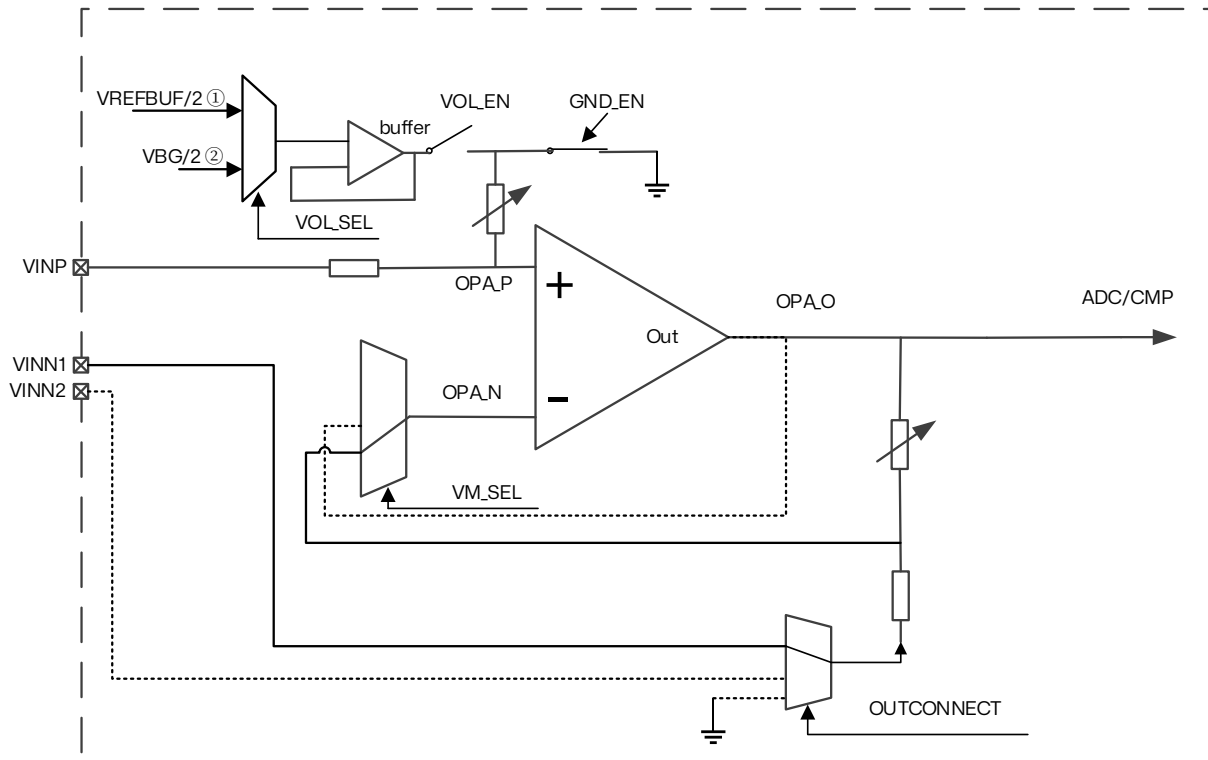 VREFBUF/2 ①
VOL_EN
GND_EN
buffer
VBG/2 ②
VOL_SEL
VINP
OPA_P
+
OPA_O
ADC/CMP
Out
VINN1
VINN2
OPA_N
-
VM_SEL
OUTCONNECT